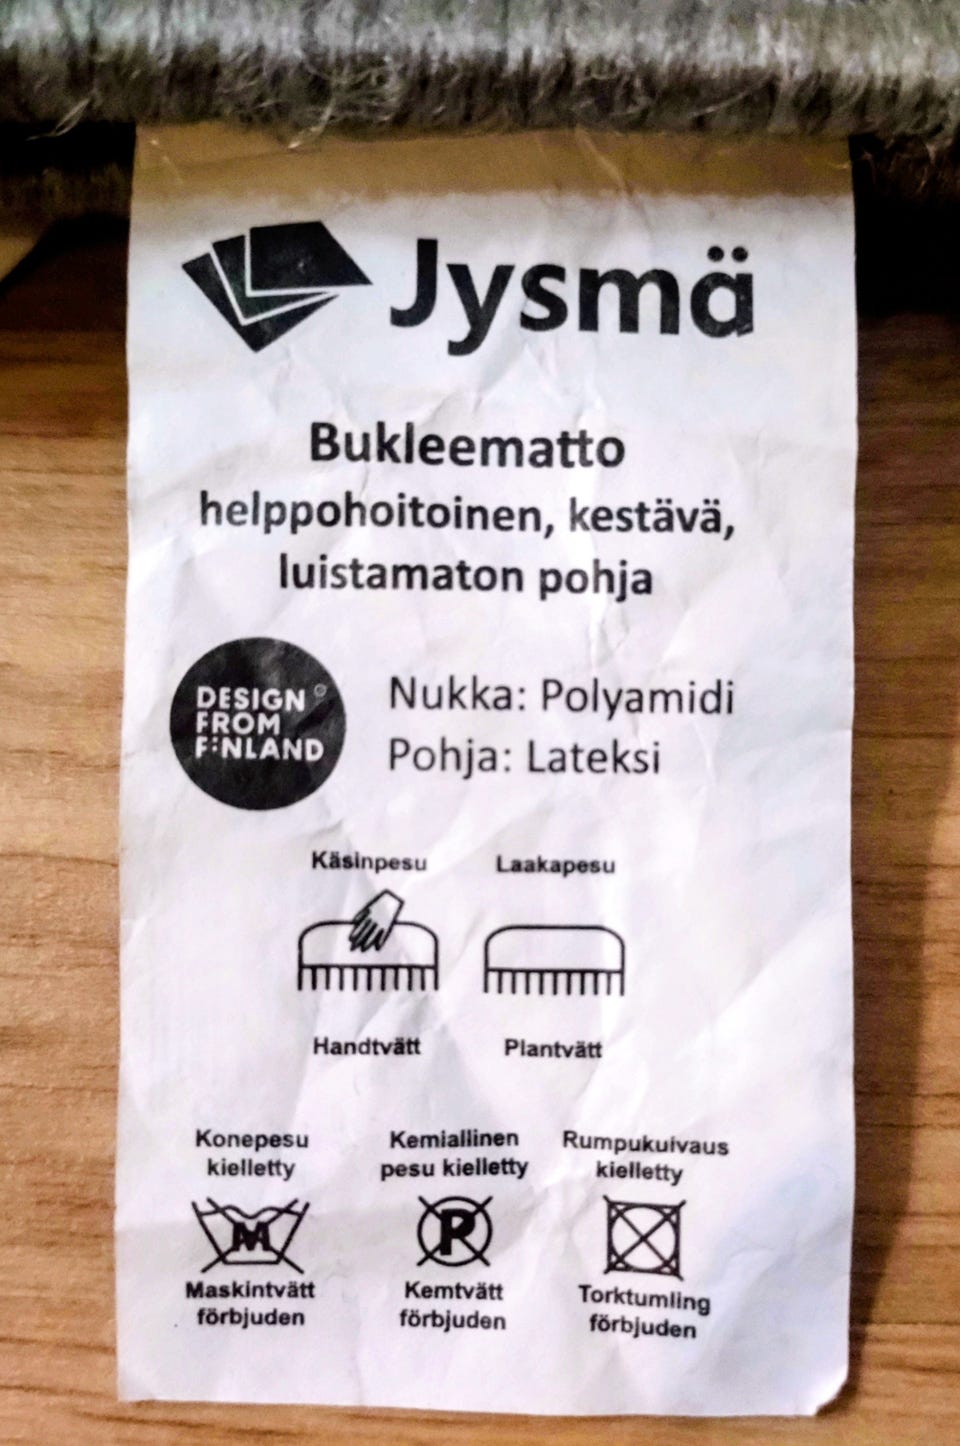 Jysmä
Bukleematto
helppohoitoinen, kestävä,
luistamaton pohja
DESIGN
FROM
FINLAND
Nukka: Polyamidi
Pohja: Lateksi
Käsinpesu
Laakapesu
Handtvätt
Plantvätt
Konepesu
kielletty
Kemiallinen
pesu kielletty
Rumpukuivaus
kielletty
M
P
Maskintvätt
förbjuden
Kemtvätt
förbjuden
Torktumling
förbjuden